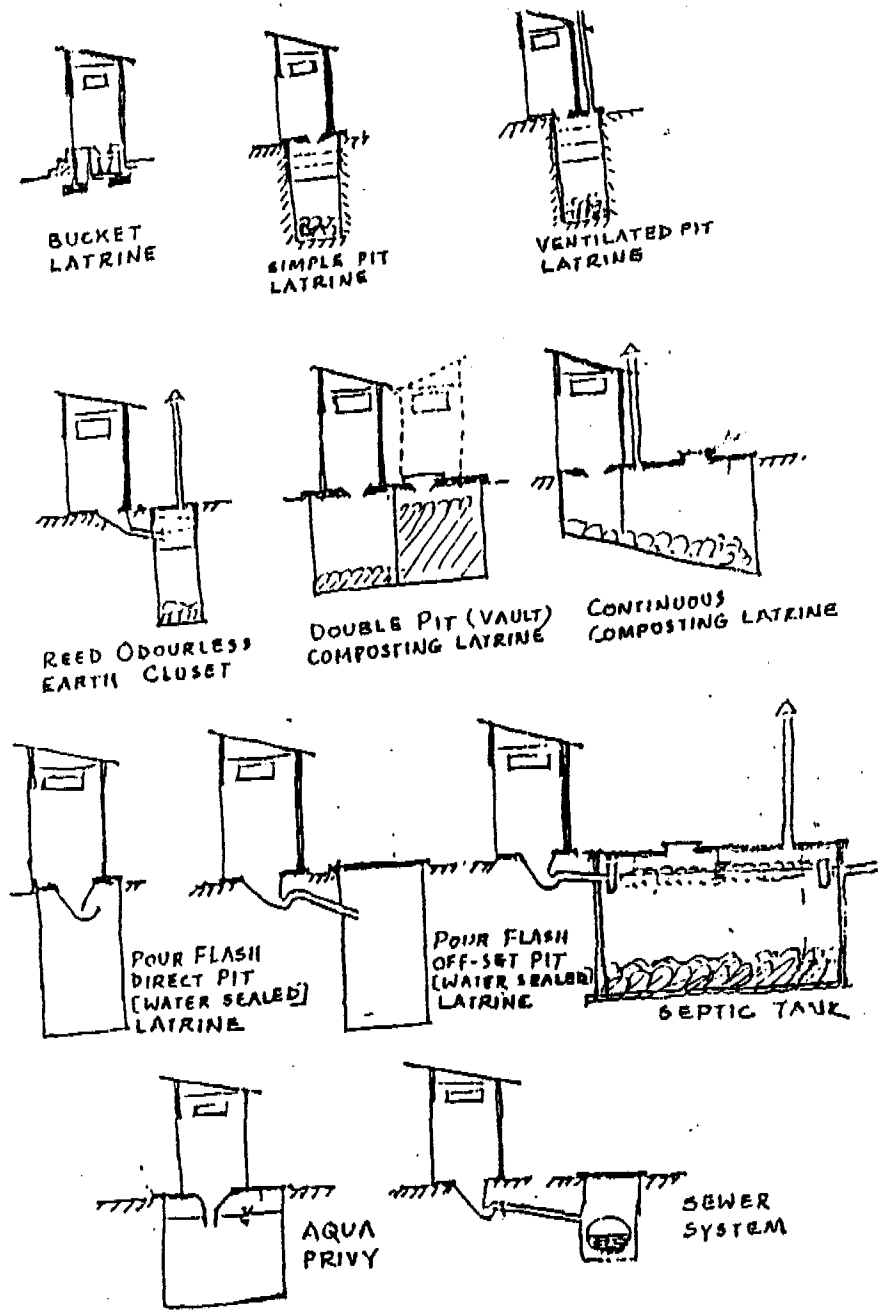 BUCKET
LATRINE
SIMPLE PIT
LATRINE
VENTILATED PIT
LATRINE
REED ODOURLESS
EARTH CLOSET
DOUBLE PIT (VAULT)
COMPOSTING LATRINE
CONTINUOUS
COMPOSTING LATRINE
POUR FLASH
DIRECT PIT
[WATER SEALED]
LATRINE
POUR FLASH
OFF-SET PIT
[WATER SEALED]
LATRINE
SEPTIC TANK
AQUA
PRIVY
SEWER
SYSTEM